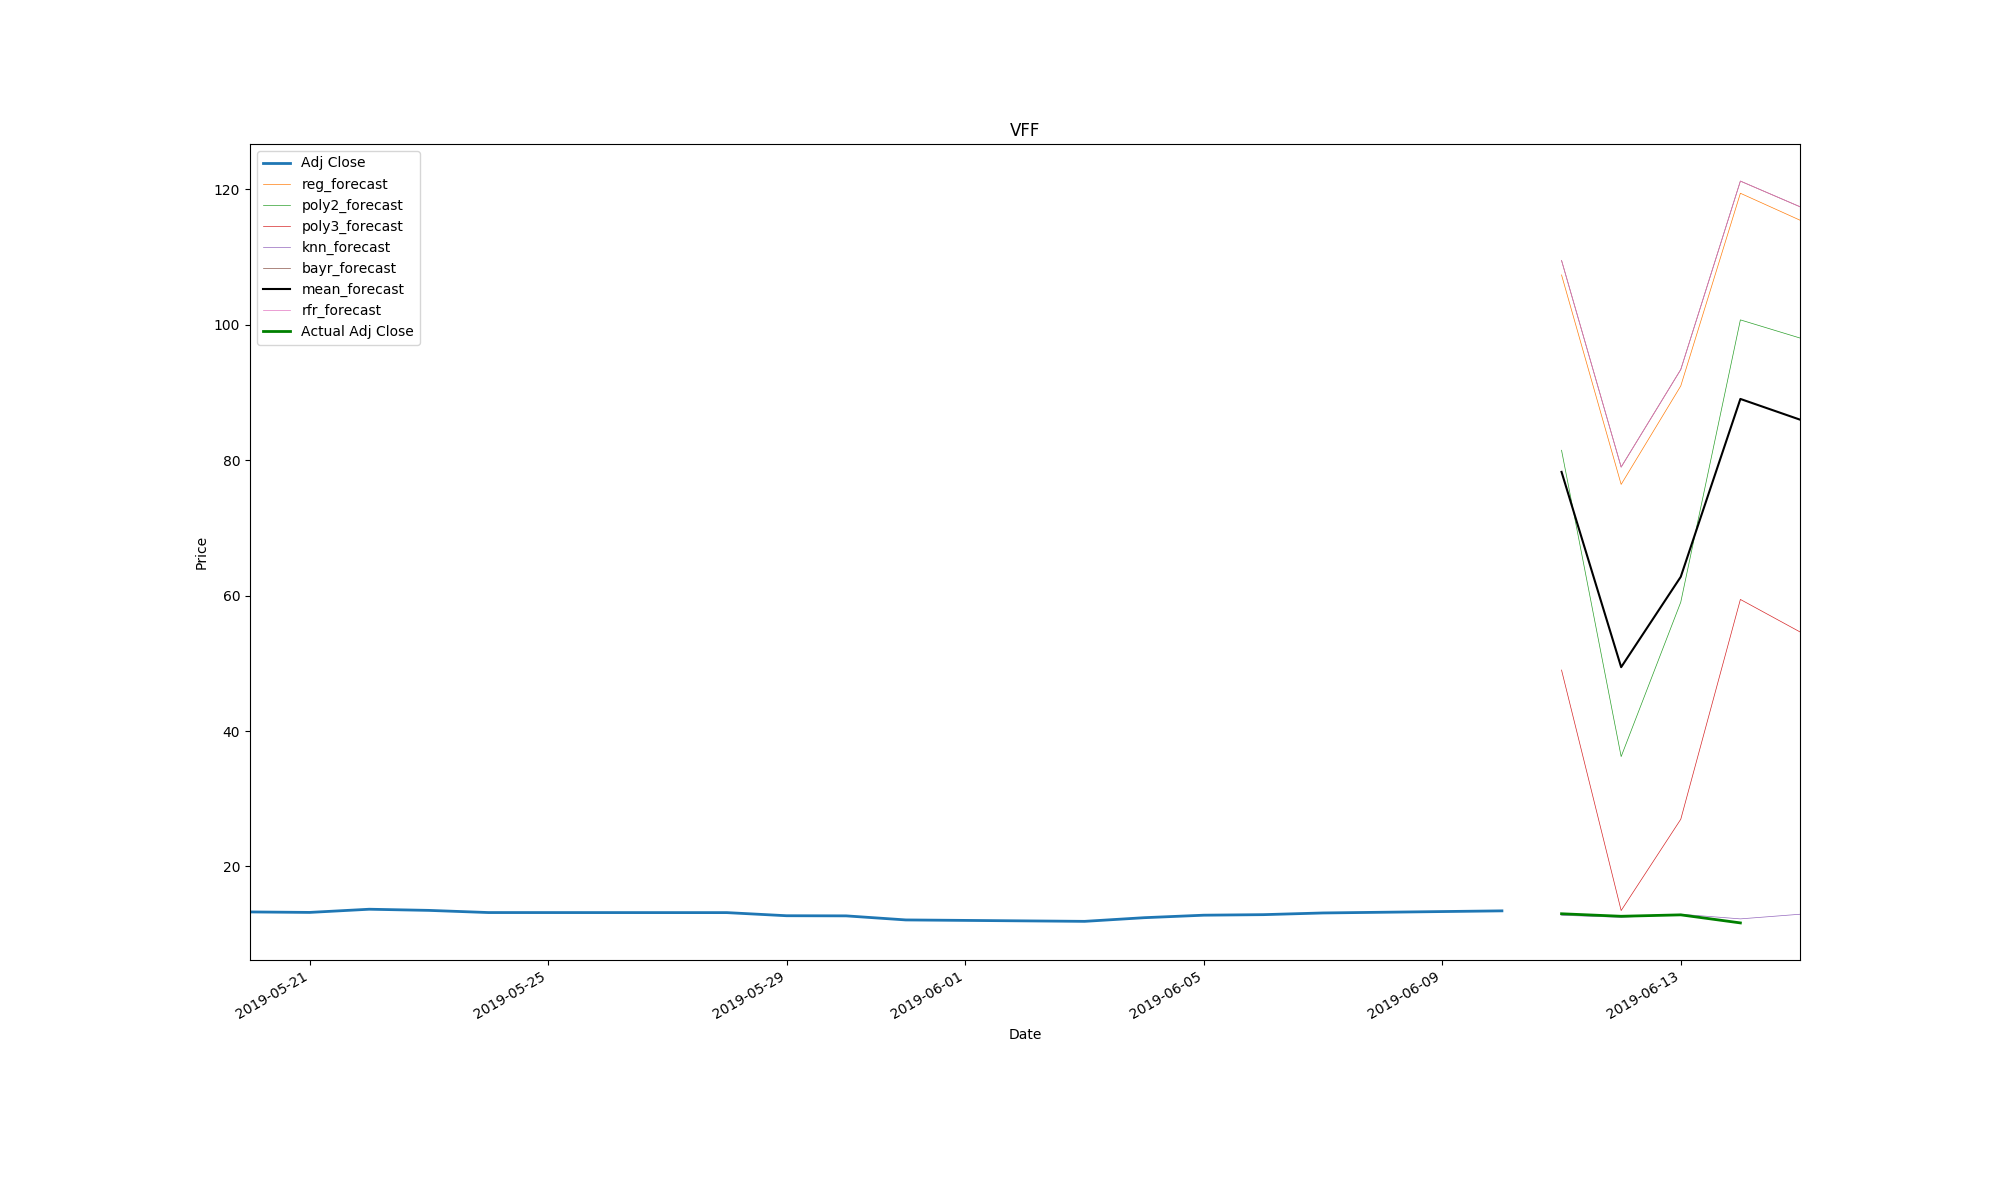 VFF
Adj Close
reg_forecast
poly2_forecast
poly3_forecast
knn_forecast
bayr_forecast
mean_forecast
rfr_forecast
Actual Adj Close
120
100
80
60
40
20
Price
2019-05-21
2019-05-25
2019-05-29
2019-06-01
2019-06-05
2019-06-09
2019-06-13
Date